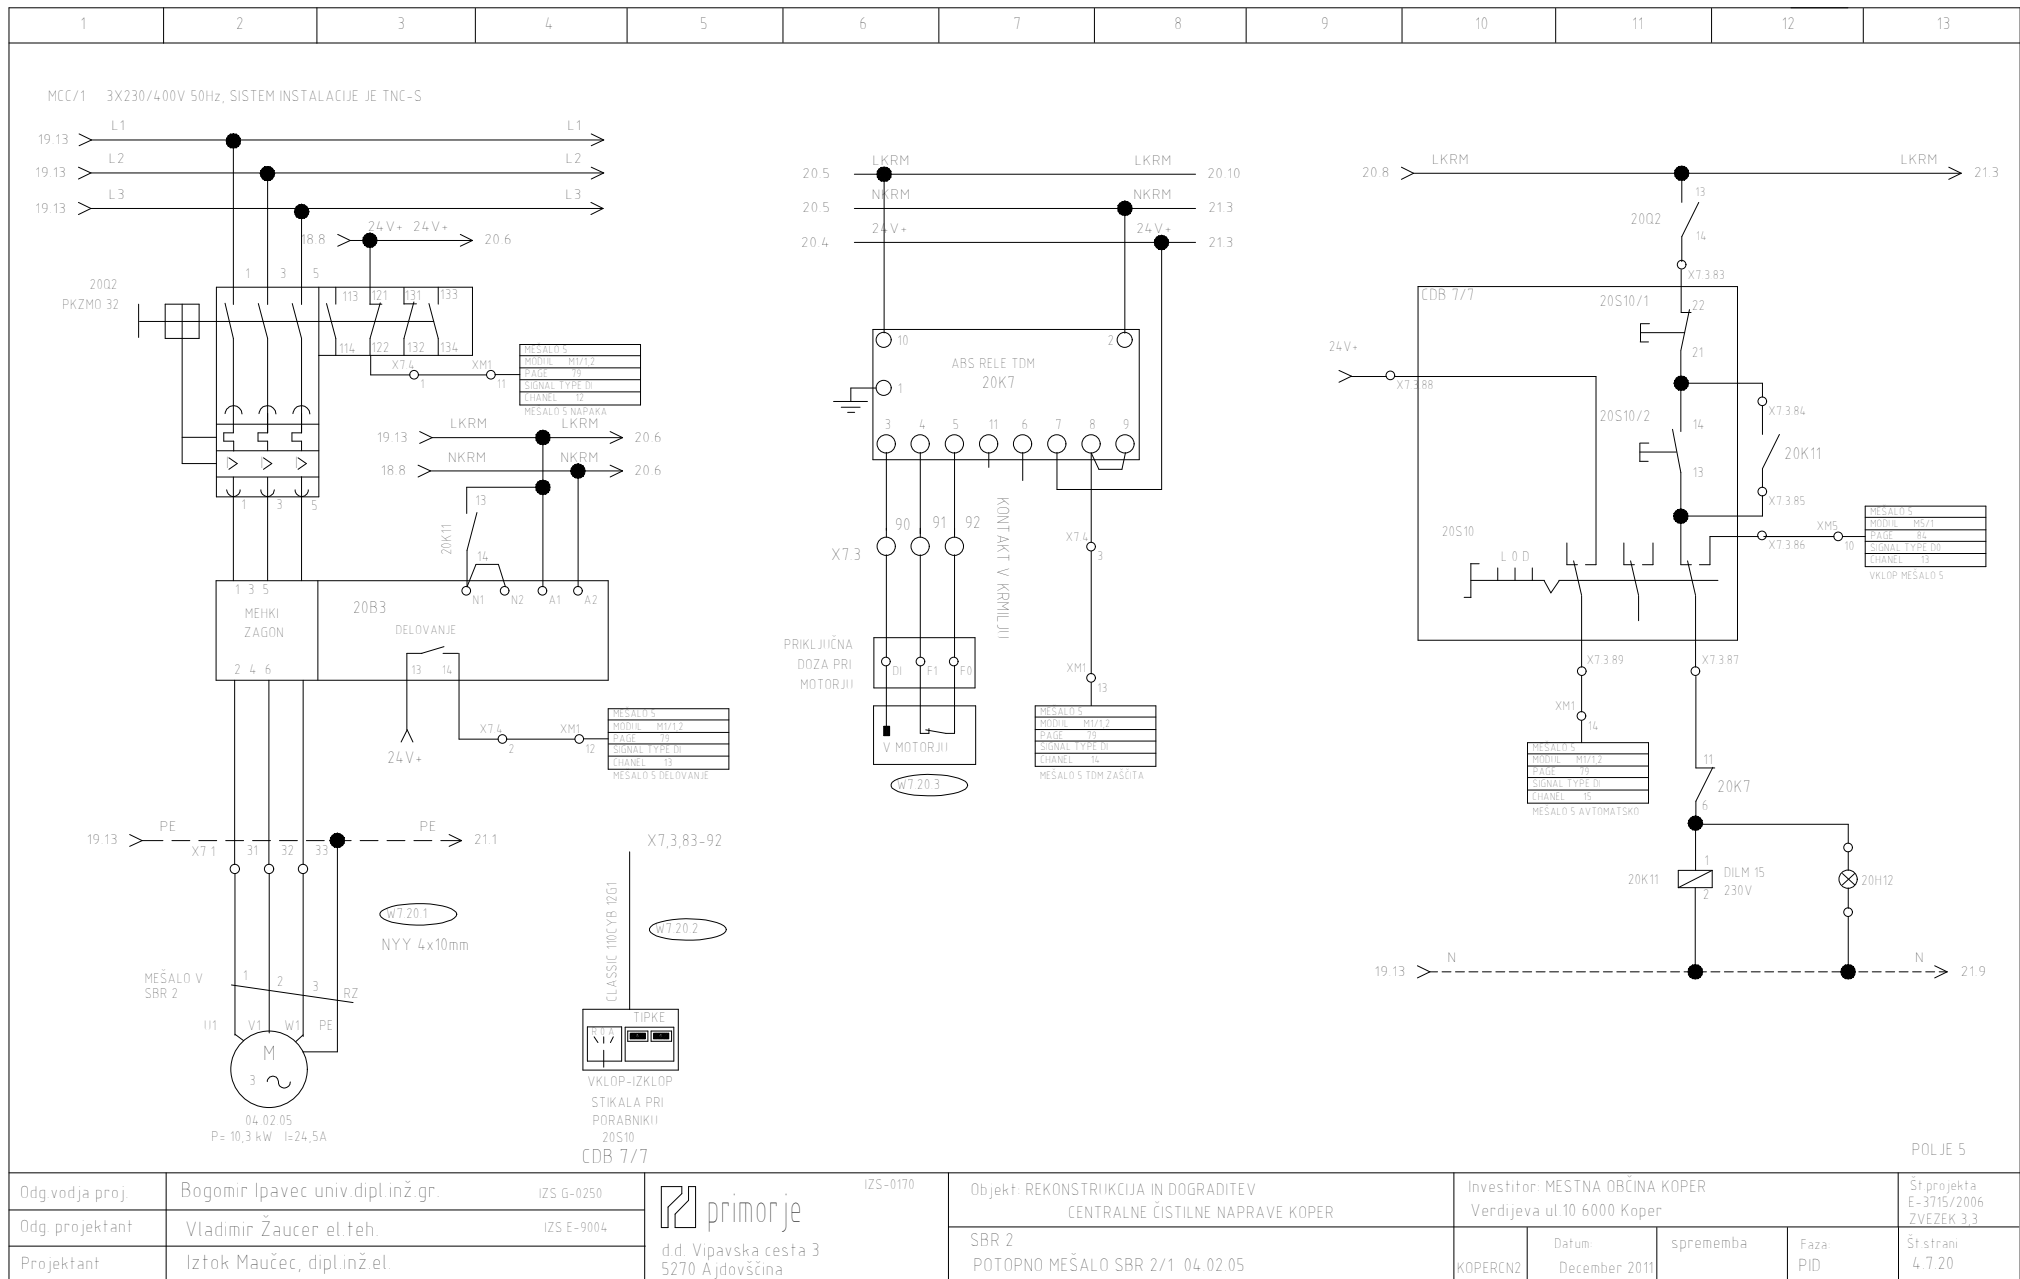 1 2 3 4 5 6 7 8 9 10 11 12 13
MCC/1 3X230/400V 50Hz, SISTEM INSTALACIJE JE TNC-S
19.13 L1 L1
19.13 L2 L2
19.13 L3 L3
18.8 24V+ 24V+ 20.6
20Q2
PKZM0 32
1 3 5
113 121 131 133
114 122 132 134
X7.4 XM1
1 11
MEŠALO 5
MODUL M1/1,2
PAGE 79
SIGNAL TYPE DI
CHANEL 12
MEŠALO 5 NAPAKA
19.13 LKRM LKRM 20.6
18.8 NKRM NKRM 20.6
1 3 5
20K11
13
14
N1 N2 A1 A2
1 3 5
MEHKI
ZAGON
2 4 6
20B3
DELOVANJE
13 14
24V+
X7.4 XM1
2 12
MEŠALO 5
MODUL M1/1,2
PAGE 79
SIGNAL TYPE DI
CHANEL 13
MEŠALO 5 DELOVANJE
19.13 PE PE 21.1
X7.1 31 32 33
W7.20.1
NYY 4x10mm
MEŠALO V
SBR 2
1 2 3 RZ
U1 V1 W1 PE
M
3
04.02.05
P= 10,3 kW I=24,5A
X7,3,83-92
CLASSIC 110CYB 12G1
W7.20.2
TIPKE
R 0 A
VKLOP-IZKLOP
STIKALA PRI
PORABNIKU
20S10
CDB 7/7
20.5 LKRM LKRM 20.10
20.5 NKRM NKRM 21.3
20.4 24V+ 24V+ 21.3
10 2
ABS RELE TDM
20K7
1
3 4 5 11 6 7 8 9
KONTAKT V KRMILJU
90 91 92
X7.3
X7.4
3
PRIKLJUČNA
DOZA PRI
MOTORJU
DI F1 F0
V MOTORJU
W7.20.3
XM1
13
MEŠALO 5
MODUL M1/1,2
PAGE 79
SIGNAL TYPE DI
CHANEL 14
MEŠALO 5 TDM ZAŠČITA
20.8 LKRM LKRM 21.3
20Q2
13
14
X7.3.83
CDB 7/7
20S10/1
22
21
24V+
X7.3.88
20S10/2
14
13
X7.3.84
20K11
X7.3.85
20S10
L 0 D
X7.3.86
XM5
10
MEŠALO 5
MODUL M5/1
PAGE 84
SIGNAL TYPE DO
CHANEL 13
VKLOP MEŠALO 5
X7.3.89 X7.3.87
XM1
14
MEŠALO 5
MODUL M1/1,2
PAGE 79
SIGNAL TYPE DI
CHANEL 15
MEŠALO 5 AVTOMATSKO
11
20K7
6
20K11
1
2
DILM 15
230V
20H12
19.13 N N 21.9
POLJE 5
Odg.vodja proj. Bogomir Ipavec univ.dipl.inž.gr. IZS G-0250
Odg. projektant Vladimir Žaucer el.teh. IZS E-9004
Projektant Iztok Maučec, dipl.inž.el.
IZS-0170
primorje
d.d. Vipavska cesta 3
5270 Ajdovščina
Objekt: REKONSTRUKCIJA IN DOGRADITEV
CENTRALNE ČISTILNE NAPRAVE KOPER
SBR 2
POTOPNO MEŠALO SBR 2/1 04.02.05
Investitor: MESTNA OBČINA KOPER
Verdijeva ul.10 6000 Koper
KOPERCN2
Datum:
December 2011
sprememba
Faza:
PID
Št.projekta
E-3715/2006
ZVEZEK 3,3
Št.strani
4.7.20